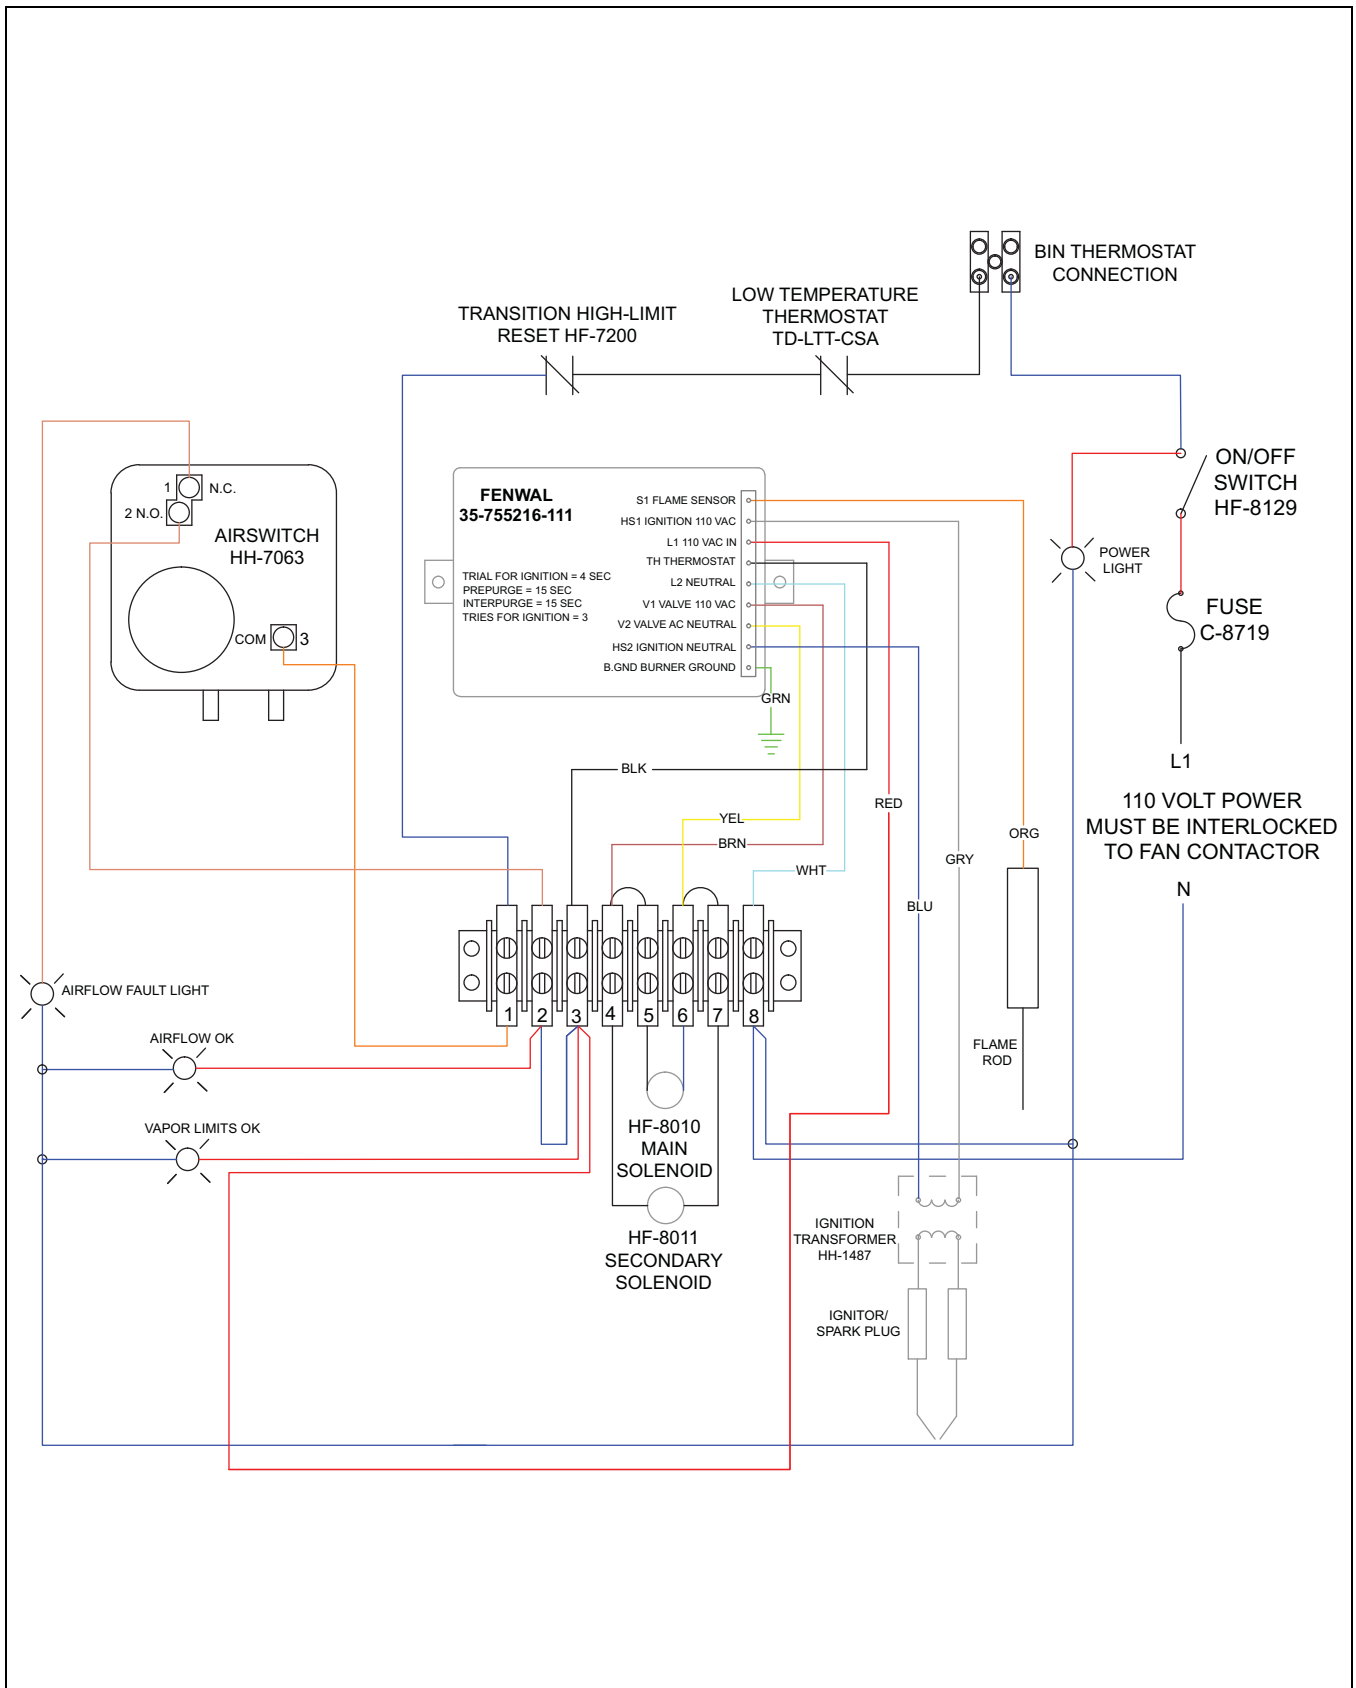 BIN THERMOSTAT
CONNECTION
LOW TEMPERATURE
THERMOSTAT
TD-LTT-CSA
TRANSITION HIGH-LIMIT
RESET HF-7200
ON/OFF
SWITCH
HF-8129
1
N.C.
2 N.O.
AIRSWITCH
HH-7063
COM
3
FENWAL
35-755216-111
TRIAL FOR IGNITION = 4 SEC
PREPURGE = 15 SEC
INTERPURGE = 15 SEC
TRIES FOR IGNITION = 3
S1 FLAME SENSOR
HS1 IGNITION 110 VAC
L1 110 VAC IN
TH THERMOSTAT
L2 NEUTRAL
V1 VALVE 110 VAC
V2 VALVE AC NEUTRAL
HS2 IGNITION NEUTRAL
B.GND BURNER GROUND
GRN
POWER
LIGHT
FUSE
C-8719
L1
110 VOLT POWER
MUST BE INTERLOCKED
TO FAN CONTACTOR
N
BLK
RED
YEL
BRN
ORG
GRY
WHT
BLU
AIRFLOW FAULT LIGHT
1
2
3
4
5
6
7
8
AIRFLOW OK
FLAME
ROD
VAPOR LIMITS OK
HF-8010
MAIN
SOLENOID
HF-8011
SECONDARY
SOLENOID
IGNITION
TRANSFORMER
HH-1487
IGNITOR/
SPARK PLUG